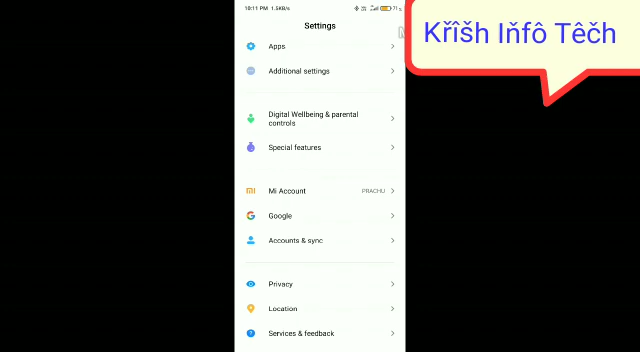 10:11 PM 1.5KB/s
Settings
Křîšh Iňfô Têčh
Apps
Additional settings
Digital Wellbeing & parental
controls
Special features
Mi Account PRACHU
Google
Accounts & sync
Privacy
Location
Services & feedback